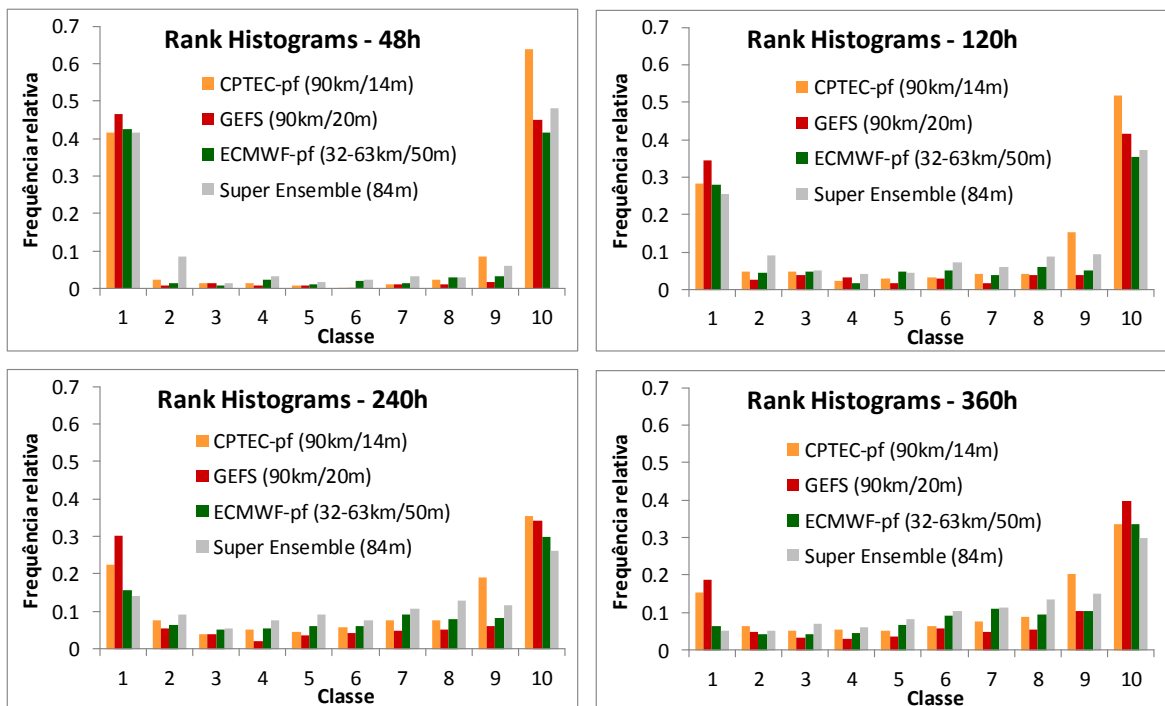 Rank Histograms - 48h
Frequência relativa
0.7
0.6
0.5
0.4
0.3
0.2
0.1
0
CPTEC-pf (90km/14m)
GEFS (90km/20m)
ECMWF-pf (32-63km/50m)
Super Ensemble (84m)
1 2 3 4 5 6 7 8 9 10
Classe
Rank Histograms - 120h
Frequência relativa
0.7
0.6
0.5
0.4
0.3
0.2
0.1
0
CPTEC-pf (90km/14m)
GEFS (90km/20m)
ECMWF-pf (32-63km/50m)
Super Ensemble (84m)
1 2 3 4 5 6 7 8 9 10
Classe
Rank Histograms - 240h
Frequência relativa
0.7
0.6
0.5
0.4
0.3
0.2
0.1
0
CPTEC-pf (90km/14m)
GEFS (90km/20m)
ECMWF-pf (32-63km/50m)
Super Ensemble (84m)
1 2 3 4 5 6 7 8 9 10
Classe
Rank Histograms - 360h
Frequência relativa
0.7
0.6
0.5
0.4
0.3
0.2
0.1
0
CPTEC-pf (90km/14m)
GEFS (90km/20m)
ECMWF-pf (32-63km/50m)
Super Ensemble (84m)
1 2 3 4 5 6 7 8 9 10
Classe